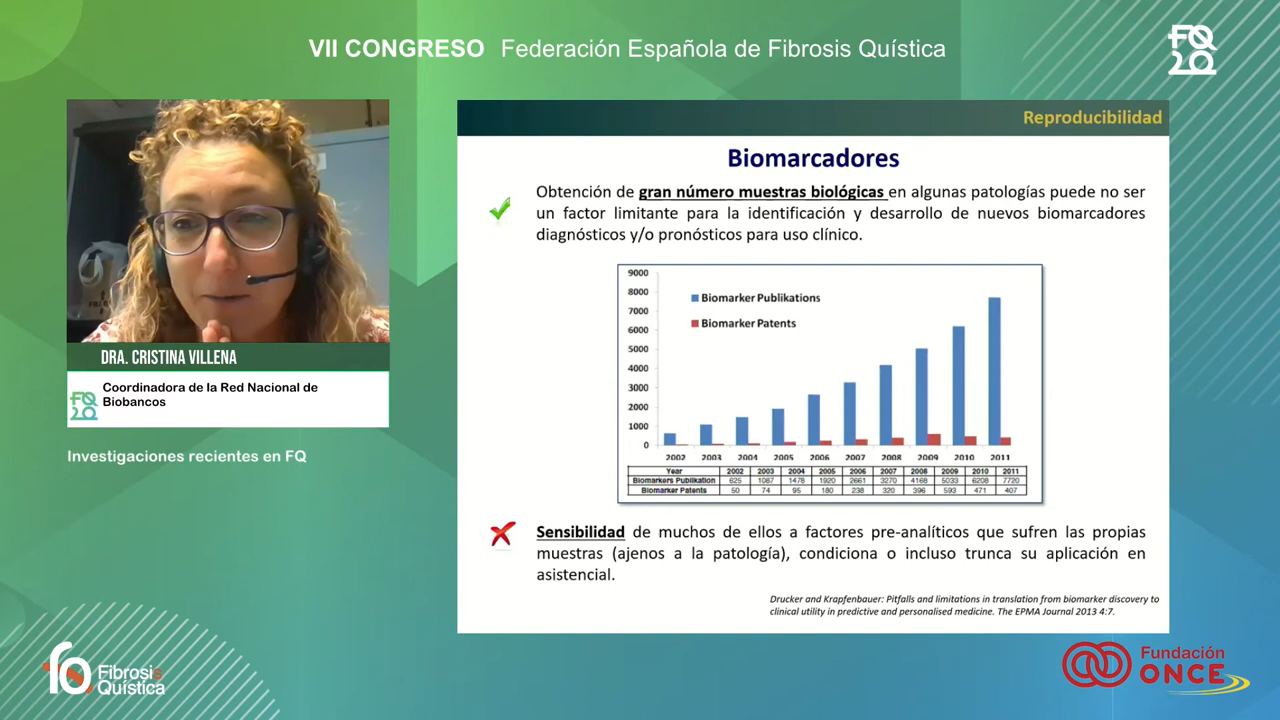 VII CONGRESO Federación Española de Fibrosis Quística
FQ
20
Reproducibilidad
Biomarcadores
Obtención de gran número muestras biológicas en algunas patologías puede no ser
un factor limitante para la identificación y desarrollo de nuevos biomarcadores
diagnósticos y/o pronósticos para uso clínico.
9000
8000
7000
6000
5000
4000
3000
2000
1000
0
Biomarker Publikations
Biomarker Patents
2002 2003 2004 2005 2006 2007 2008 2009 2010 2011
Year 2002 2003 2004 2005 2006 2007 2008 2009 2010 2011
Biomarkers Publikation 625 1087 1478 1920 2661 3270 4168 5033 6208 7720
Biomarker Patents 50 74 95 180 238 320 396 593 471 407
Sensibilidad de muchos de ellos a factores pre-analíticos que sufren las propias
muestras (ajenos a la patología), condiciona o incluso trunca su aplicación en
asistencial.
Drucker and Krapfenbauer: Pitfalls and limitations in translation from biomarker discovery to
clinical utility in predictive and personalised medicine. The EPMA Journal 2013 4:7.
DRA. CRISTINA VILLENA
FQ
20
Coordinadora de la Red Nacional de
Biobancos
Investigaciones recientes en FQ
Fibrosis
Quística
Fundación
ONCE